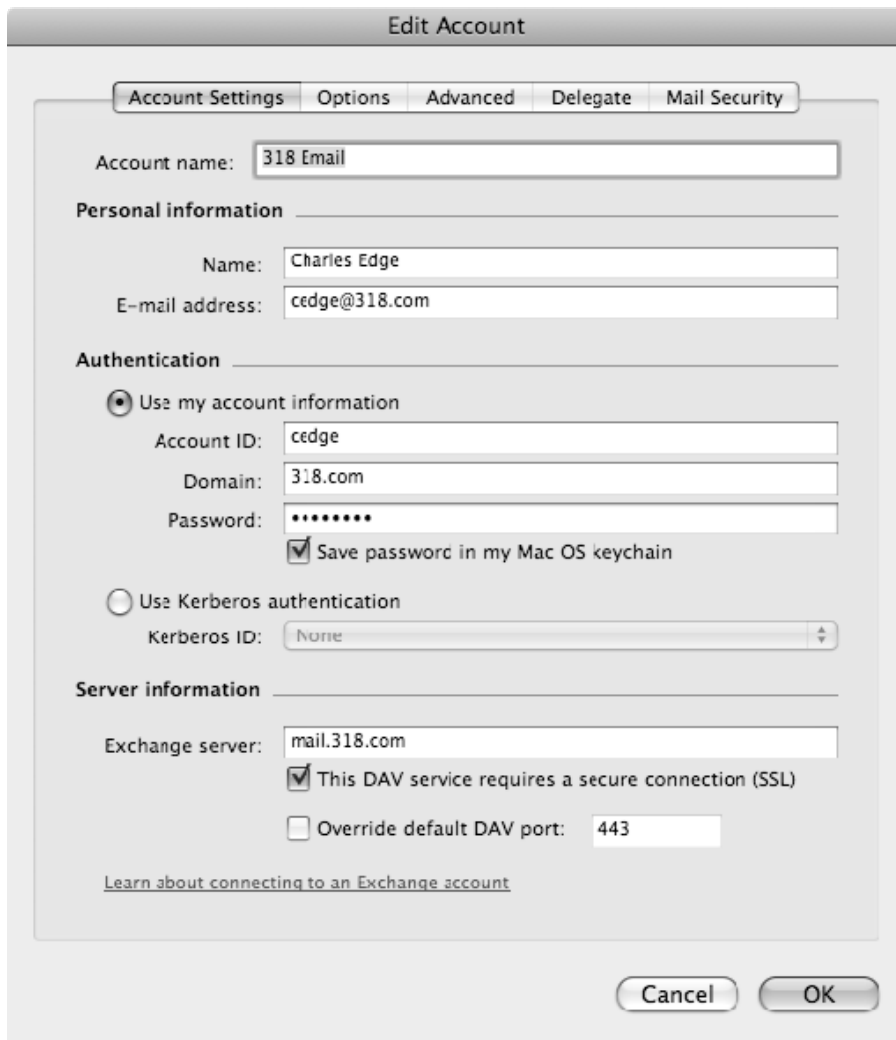 Edit Account
Account Settings Options Advanced Delegate Mail Security
Account name: 318 Email
Personal information
Name: Charles Edge
E-mail address: cedge@318.com
Authentication
Use my account information
Account ID: cedge
Domain: 318.com
Password: ••••••••
Save password in my Mac OS keychain
Use Kerberos authentication
Kerberos ID: None
Server information
Exchange server: mail.318.com
This DAV service requires a secure connection (SSL)
Override default DAV port: 443
Learn about connecting to an Exchange account
Cancel OK